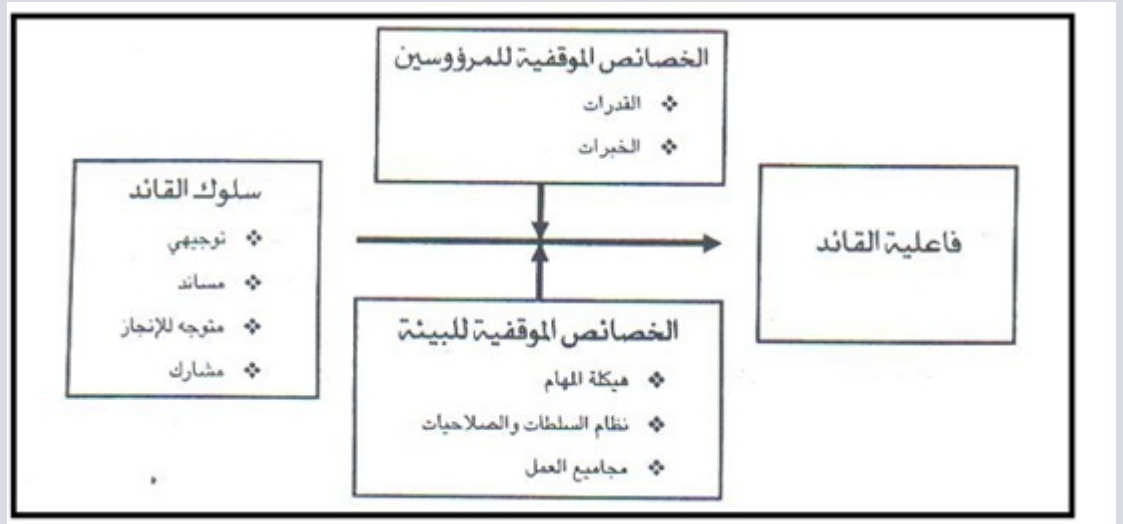 الخصائص الموقفية للمرؤوسين
❖ القدرات
❖ الخبرات
سلوك القائد
❖ توجيهي
❖ مساند
❖ متوجه للإنجاز
❖ مشارك
فاعلية القائد
الخصائص الموقفية للبيئة
❖ هيكلة المهام
❖ نظام السلطات والصلاحيات
❖ مجاميع العمل